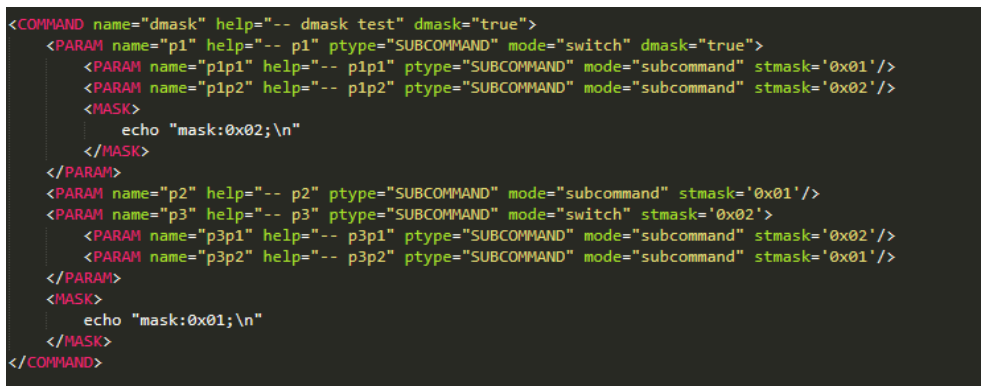 <COMMAND name="dmask" help="-- dmask test" dmask="true">
    <PARAM name="p1" help="-- p1" ptype="SUBCOMMAND" mode="switch" dmask="true">
        <PARAM name="p1p1" help="-- p1p1" ptype="SUBCOMMAND" mode="subcommand" stmask='0x01'/>
        <PARAM name="p1p2" help="-- p1p2" ptype="SUBCOMMAND" mode="subcommand" stmask='0x02'/>
        <MASK>
            echo "mask:0x02;\n"
        </MASK>
    </PARAM>
    <PARAM name="p2" help="-- p2" ptype="SUBCOMMAND" mode="subcommand" stmask='0x01'/>
    <PARAM name="p3" help="-- p3" ptype="SUBCOMMAND" mode="switch" stmask='0x02'>
        <PARAM name="p3p1" help="-- p3p1" ptype="SUBCOMMAND" mode="subcommand" stmask='0x02'/>
        <PARAM name="p3p2" help="-- p3p2" ptype="SUBCOMMAND" mode="subcommand" stmask='0x01'/>
    </PARAM>
    <MASK>
        echo "mask:0x01;\n"
    </MASK>
</COMMAND>